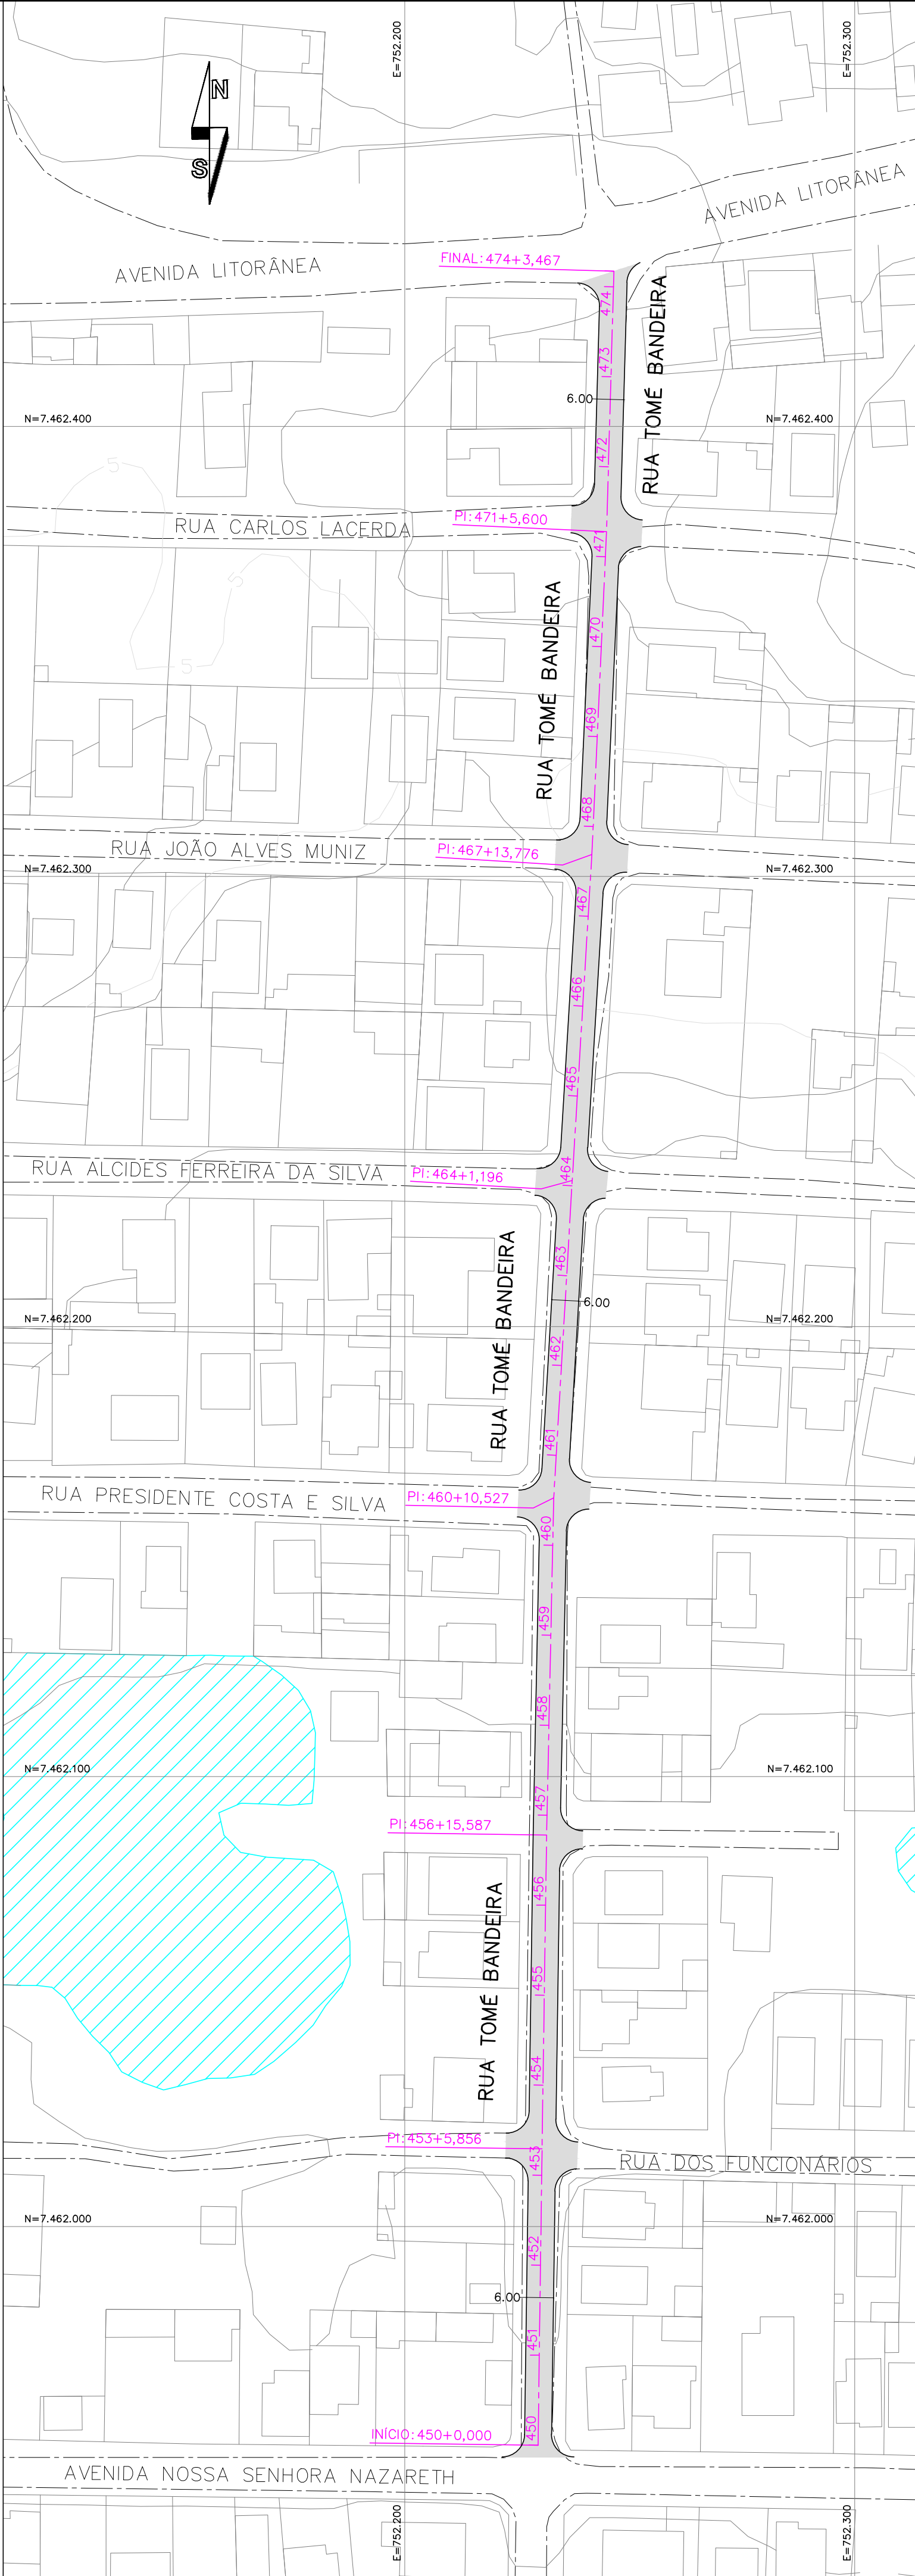 E=752.200
E=752.300
N
S
AVENIDA LITORÂNEA
AVENIDA LITORÂNEA
FINAL:474+3,467
474
RUA TOMÉ BANDEIRA
473
6.00
N=7.462.400
N=7.462.400
472
5
RUA CARLOS LACERDA
PI:471+5,600
471
5
RUA TOMÉ BANDEIRA
470
5
469
468
RUA JOÃO ALVES MUNIZ
PI:467+13,776
N=7.462.300
N=7.462.300
467
466
465
RUA ALCIDES FERREIRA DA SILVA
PI:464+1,196
464
RUA TOMÉ BANDEIRA
463
6.00
N=7.462.200
N=7.462.200
462
461
RUA PRESIDENTE COSTA E SILVA
PI:460+10,527
460
459
458
N=7.462.100
N=7.462.100
457
PI:456+15,587
456
RUA TOMÉ BANDEIRA
455
454
PI:453+5,856
453
RUA DOS FUNCIONÁRIOS
N=7.462.000
N=7.462.000
452
6.00
451
INÍCIO:450+0,000
450
AVENIDA NOSSA SENHORA NAZARETH
E=752.200
E=752.300